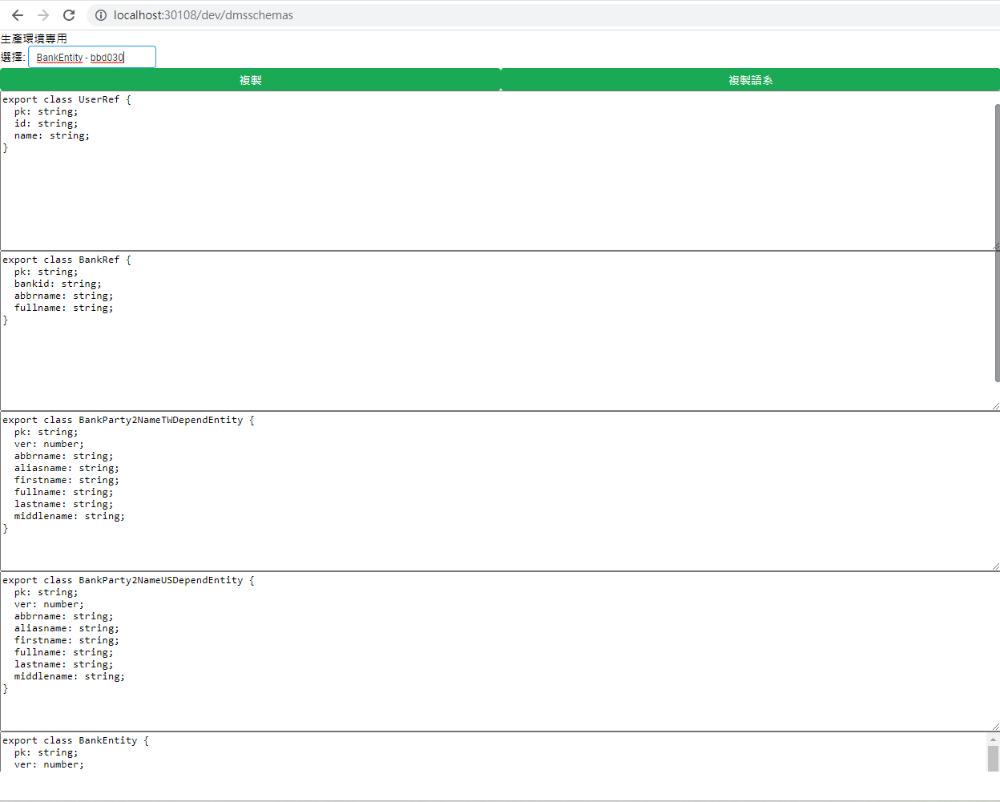 localhost:30108/dev/dmsschemas
生產環境專用
選擇: BankEntity - bbd030
複製 複製語系
export class UserRef {
  pk: string;
  id: string;
  name: string;
}
export class BankRef {
  pk: string;
  bankid: string;
  abbrname: string;
  fullname: string;
}
export class BankParty2NameTWDependEntity {
  pk: string;
  ver: number;
  abbrname: string;
  aliasname: string;
  firstname: string;
  fullname: string;
  lastname: string;
  middlename: string;
}
export class BankParty2NameUSDependEntity {
  pk: string;
  ver: number;
  abbrname: string;
  aliasname: string;
  firstname: string;
  fullname: string;
  lastname: string;
  middlename: string;
}
export class BankEntity {
  pk: string;
  ver: number;